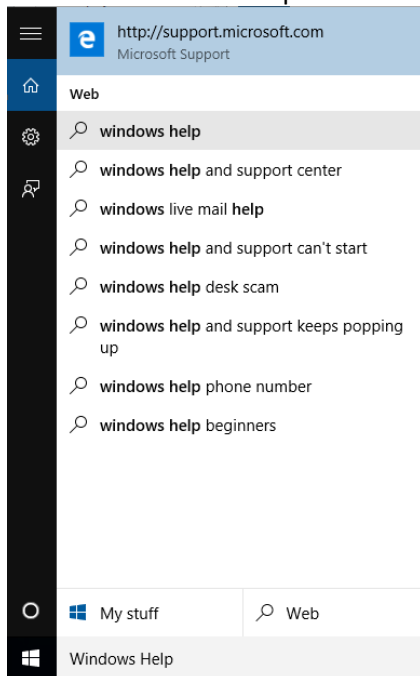 http://support.microsoft.com
Microsoft Support
Web
windows help
windows help and support center
windows live mail help
windows help and support can't start
windows help desk scam
windows help and support keeps popping
up
windows help phone number
windows help beginners
My stuff
Web
Windows Help